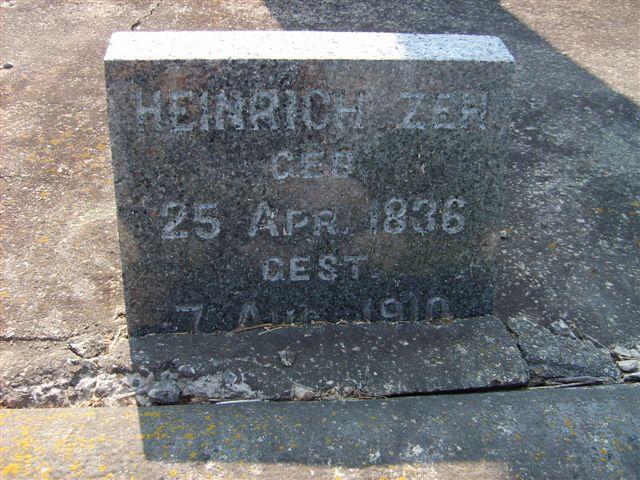 HEINRICH ZEH
GEB
25 APR. 1836
GEST.
7 AUG. 1910